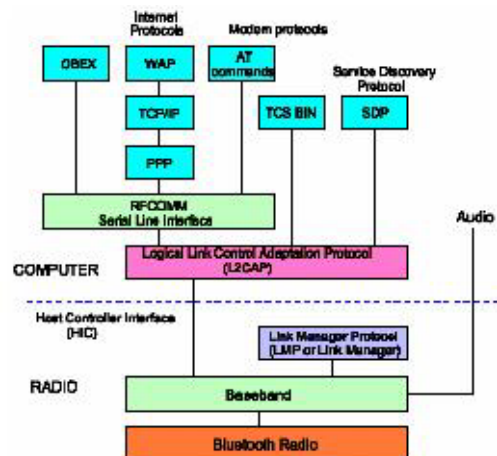 Internet
Protocols
Modem protocols
OBEX
WAP
AT
commands
Service Discovery
Protocol
TCP/IP
TCS BIN
SDP
PPP
RFCOMM
Serial Line Interface
Audio
Logical Link Control Adaptation Protocol
(L2CAP)
COMPUTER
Host Controller Interface
(HIC)
Link Manager Protocol
(LMP or Link Manager)
RADIO
Baseband
Bluetooth Radio